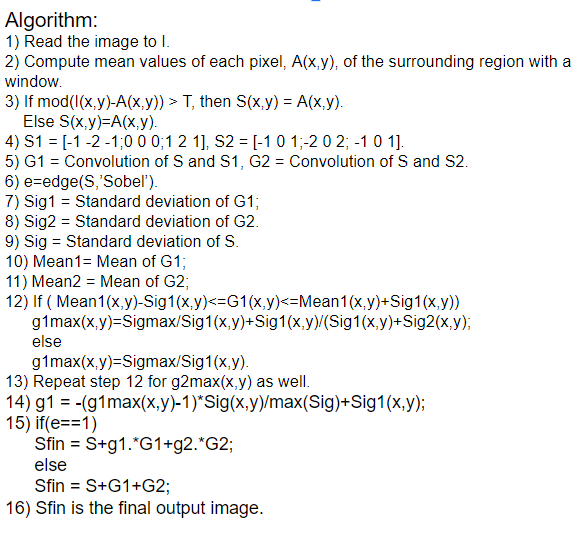 Algorithm:
1) Read the image to I.
2) Compute mean values of each pixel, A(x,y), of the surrounding region with a
window.
3) If mod(I(x,y)-A(x,y)) > T, then S(x,y) = A(x,y).
Else S(x,y)=A(x,y).
4) S1 = [-1 -2 -1;0 0 0;1 2 1], S2 = [-1 0 1;-2 0 2; -1 0 1].
5) G1 = Convolution of S and S1, G2 = Convolution of S and S2.
6) e=edge(S,'Sobel').
7) Sig1 = Standard deviation of G1;
8) Sig2 = Standard deviation of G2.
9) Sig = Standard deviation of S.
10) Mean1= Mean of G1;
11) Mean2 = Mean of G2;
12) If ( Mean1(x,y)-Sig1(x,y)<=G1(x,y)<=Mean1(x,y)+Sig1(x,y))
g1max(x,y)=Sigmax/Sig1(x,y)+Sig1(x,y)/(Sig1(x,y)+Sig2(x,y);
else
g1max(x,y)=Sigmax/Sig1(x,y).
13) Repeat step 12 for g2max(x,y) as well.
14) g1 = -(g1max(x,y)-1)*Sig(x,y)/max(Sig)+Sig1(x,y);
15) if(e==1)
Sfin = S+g1.*G1+g2.*G2;
else
Sfin = S+G1+G2;
16) Sfin is the final output image.